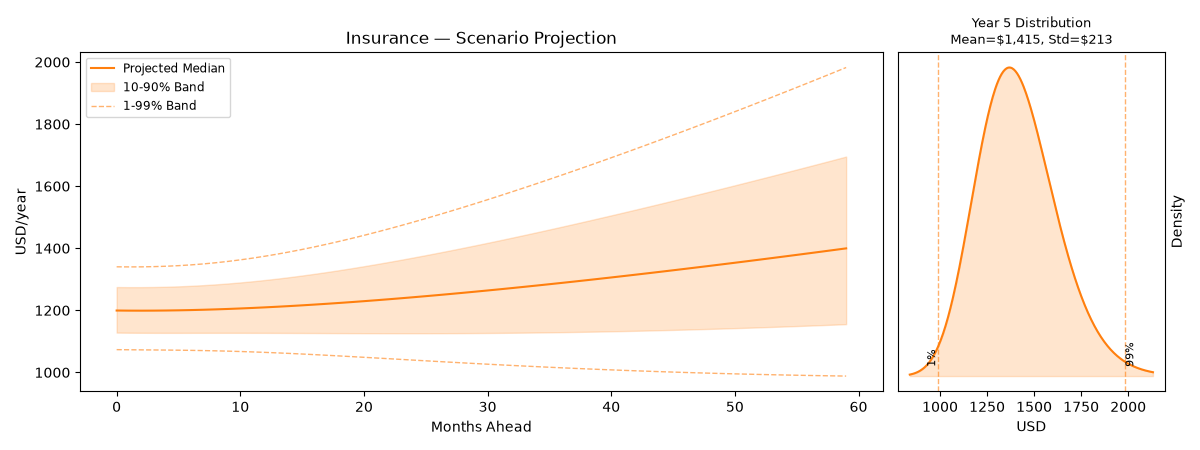 Insurance — Scenario Projection
Projected Median
10-90% Band
1-99% Band
USD/year
2000
1800
1600
1400
1200
1000
0 10 20 30 40 50 60
Months Ahead
Year 5 Distribution
Mean=$1,415, Std=$213
1%
99%
Density
1000 1250 1500 1750 2000
USD